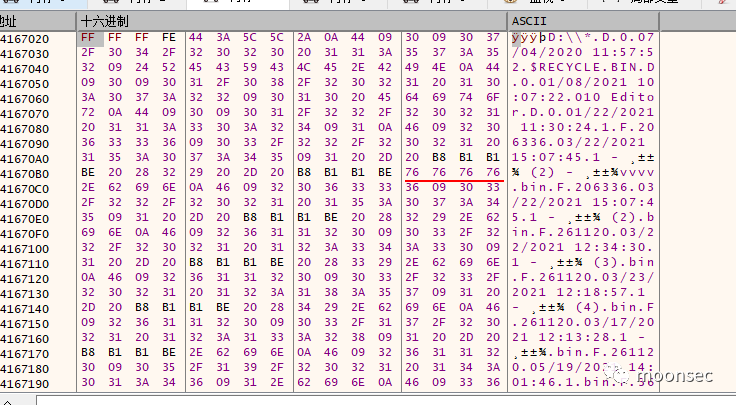 地址 十六进制 ASCII
4167020 FF FF FF FE 44 3A 5C 5C 2A 0A 44 09 30 09 30 37 ÿÿÿþD:\\*.D.0.07
4167030 2F 30 34 2F 32 30 32 30 20 31 31 3A 35 37 3A 35 /04/2020 11:57:5
4167040 32 09 24 52 45 43 59 43 4C 45 2E 42 49 4E 0A 44 2.$RECYCLE.BIN.D
4167050 09 30 09 30 31 2F 30 38 2F 32 30 32 31 20 31 30 .0.01/08/2021 10
4167060 3A 30 37 3A 32 32 09 30 31 30 20 45 64 69 74 6F :07:22.010 Edito
4167070 72 0A 44 09 30 09 30 31 2F 32 32 2F 32 30 32 31 r.D.0.01/22/2021
4167080 20 31 31 3A 33 30 3A 32 34 09 31 0A 46 09 32 30 11:30:24.1.F.20
4167090 36 33 33 36 09 30 33 2F 32 32 2F 32 30 32 31 20 6336.03/22/2021
41670A0 31 35 3A 30 37 3A 34 35 09 31 20 2D 20 B8 B1 B1 15:07:45.1 - ¸±±
41670B0 BE 20 28 32 29 20 2D 20 B8 B1 B1 BE 76 76 76 76 ¾ (2) - ¸±±¾vvvv
41670C0 2E 62 69 6E 0A 46 09 32 30 36 33 33 36 09 30 33 .bin.F.206336.03
41670D0 2F 32 32 2F 32 30 32 31 20 31 35 3A 30 37 3A 34 /22/2021 15:07:4
41670E0 35 09 31 20 2D 20 B8 B1 B1 BE 20 28 32 29 2E 62 5.1 - ¸±±¾ (2).b
41670F0 69 6E 0A 46 09 32 36 31 31 32 30 09 30 33 2F 32 in.F.261120.03/2
4167100 32 2F 32 30 32 31 20 31 32 3A 33 34 3A 33 30 09 2/2021 12:34:30.
4167110 31 20 2D 20 B8 B1 B1 BE 20 28 33 29 2E 62 69 6E 1 - ¸±±¾ (3).bin
4167120 0A 46 09 32 36 31 31 32 30 09 30 33 2F 32 33 2F .F.261120.03/23/
4167130 32 30 32 31 20 31 32 3A 31 38 3A 35 37 09 31 20 2021 12:18:57.1
4167140 2D 20 B8 B1 B1 BE 20 28 34 29 2E 62 69 6E 0A 46 - ¸±±¾ (4).bin.F
4167150 09 32 36 31 31 32 30 09 30 33 2F 31 37 2F 32 30 .261120.03/17/20
4167160 32 31 20 31 32 3A 31 33 3A 32 38 09 31 20 2D 20 21 12:13:28.1 -
4167170 B8 B1 B1 BE 2E 62 69 6E 0A 46 09 32 36 31 31 32 ¸±±¾.bin.F.26112
4167180 30 09 30 35 2F 31 39 2F 32 30 32 31 20 31 34 3A 0.05/19/2021 14:
4167190 30 31 3A 34 36 09 31 2E 62 69 6E 0A 46 09 33 36 01:46.1.bin.F.36
moonsec